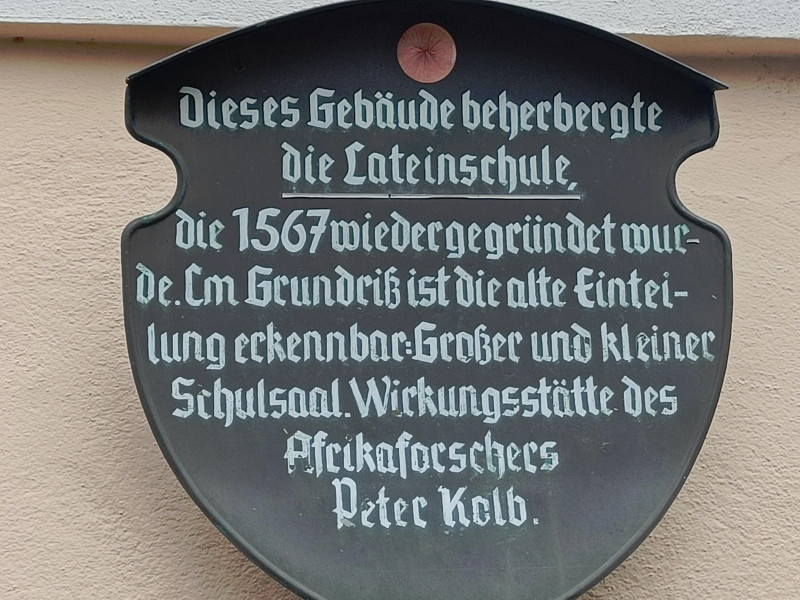 Dieses Gebäude beherbergte
die Lateinschule,
die 1567 wiedergegründet wur-
de. Im Grundriß ist die alte Eintei-
lung erkennbar: Großer und kleiner
Schulsaal. Wirkungsstätte des
Afrikaforschers
Peter Kolb.